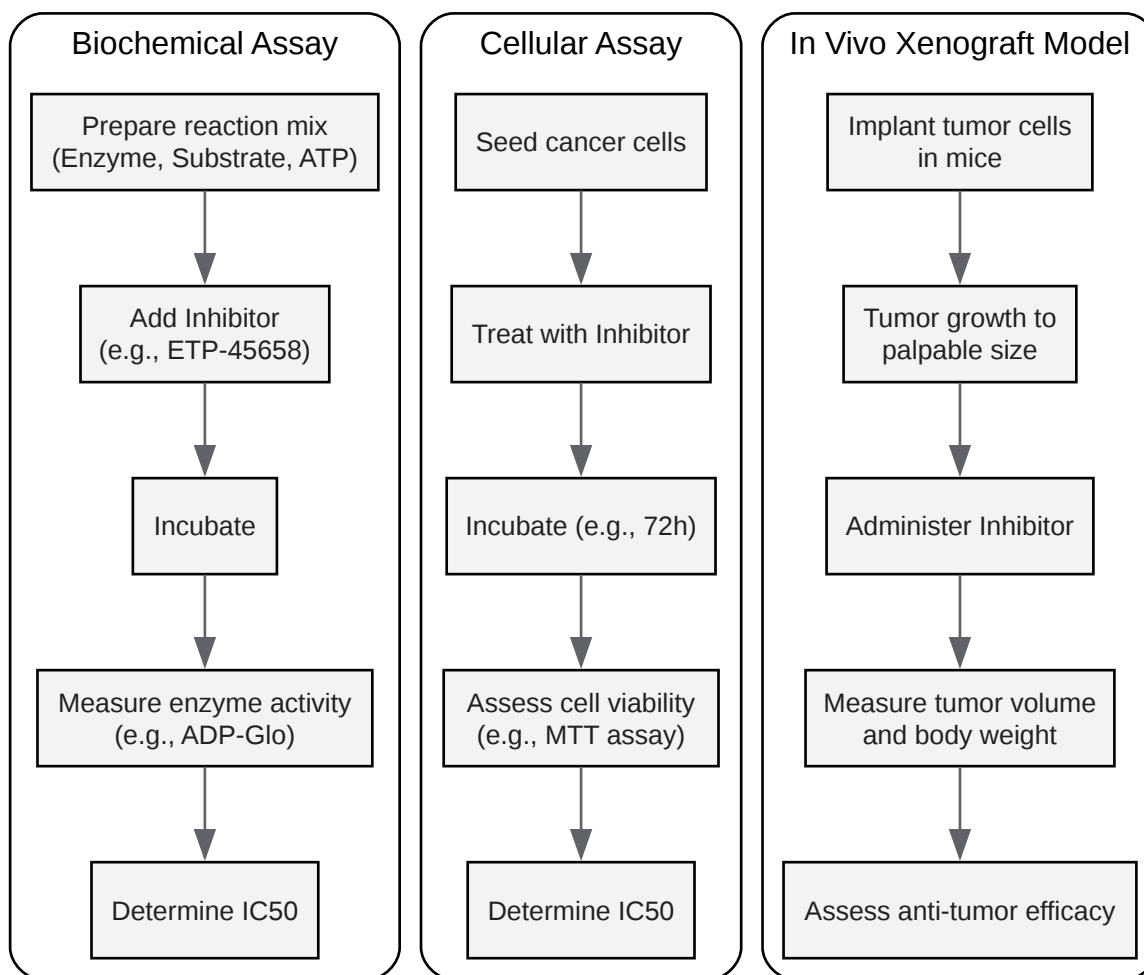 Biochemical Assay
Prepare reaction mix
(Enzyme, Substrate, ATP)
Add Inhibitor
(e.g., ETP-45658)
Incubate
Measure enzyme activity
(e.g., ADP-Glo)
Determine IC50
Cellular Assay
Seed cancer cells
Treat with Inhibitor
Incubate (e.g., 72h)
Assess cell viability
(e.g., MTT assay)
Determine IC50
In Vivo Xenograft Model
Implant tumor cells
in mice
Tumor growth to
palpable size
Administer Inhibitor
Measure tumor volume
and body weight
Assess anti-tumor efficacy